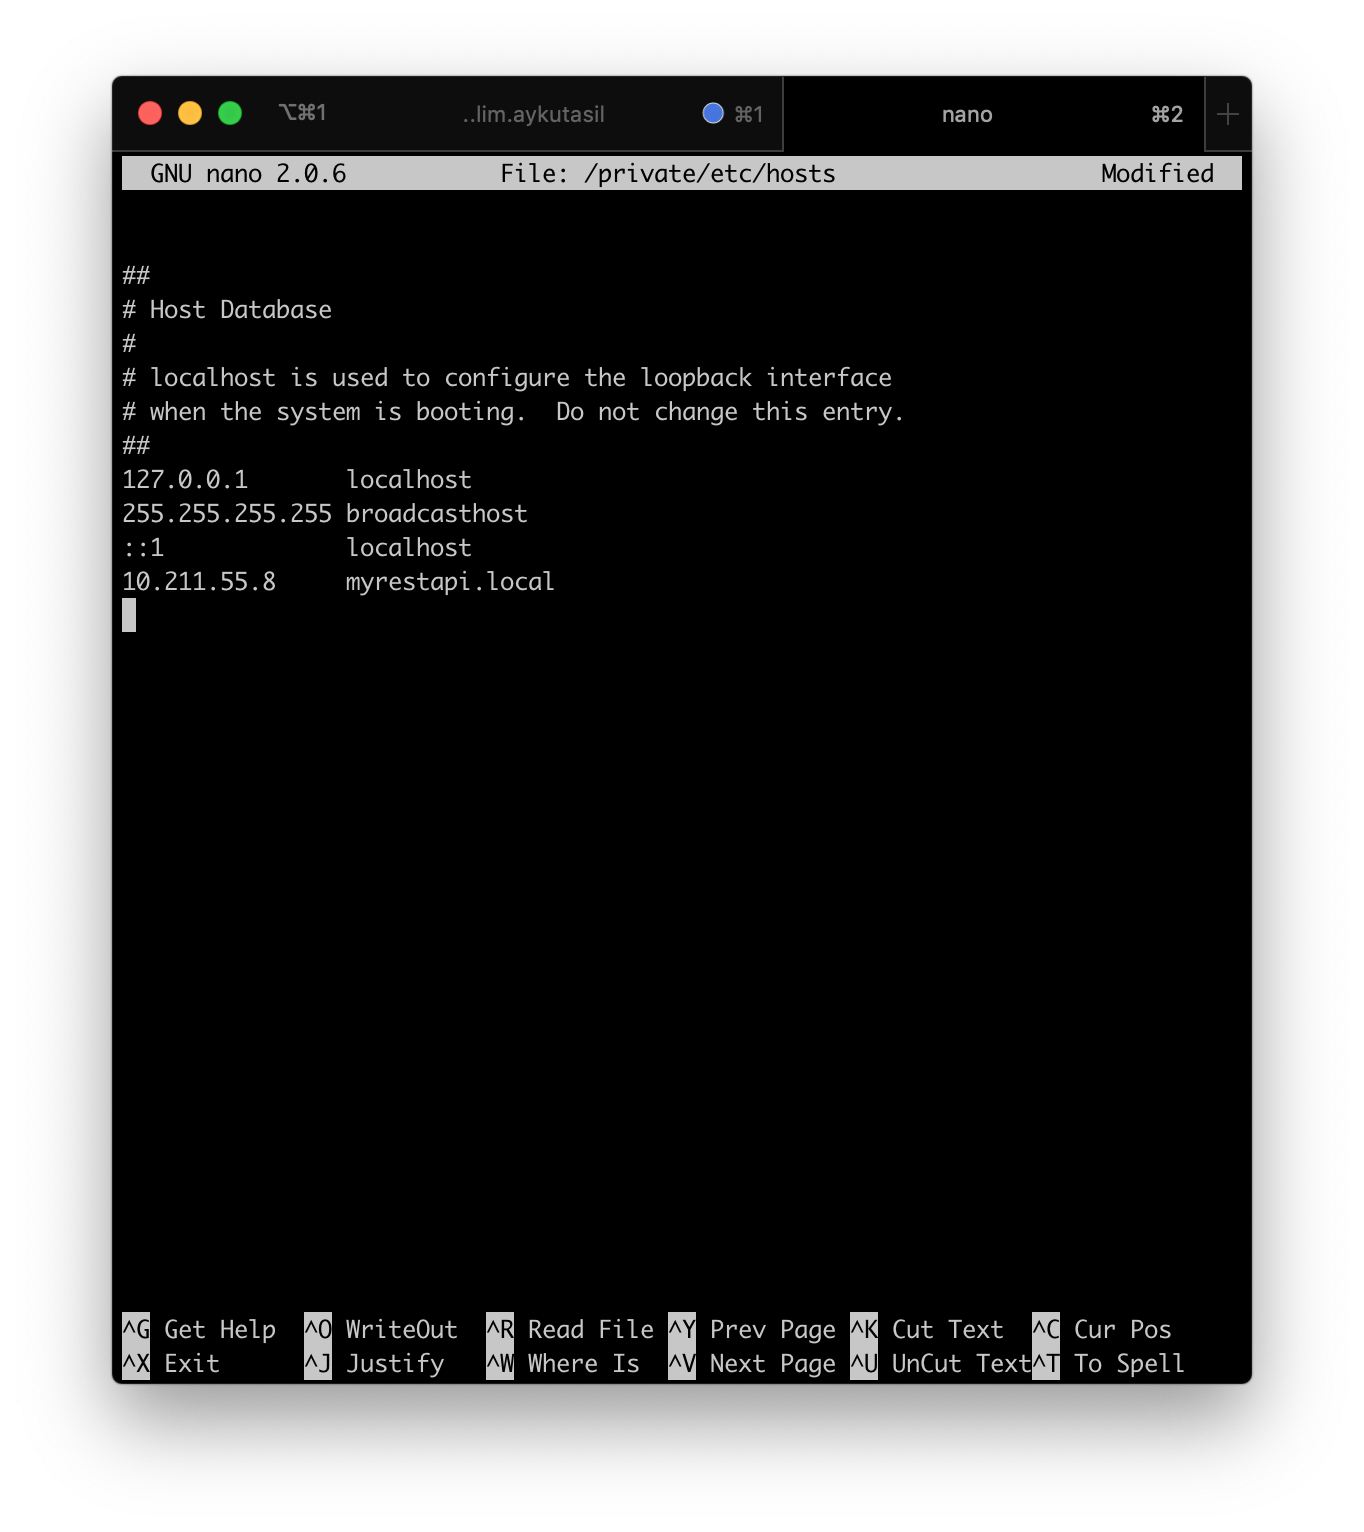 ⌥⌘1 ..lim.aykutasil ⌘1 nano ⌘2 +
GNU nano 2.0.6 File: /private/etc/hosts Modified
##
# Host Database
#
# localhost is used to configure the loopback interface
# when the system is booting.  Do not change this entry.
##
127.0.0.1       localhost
255.255.255.255 broadcasthost
::1             localhost
10.211.55.8     myrestapi.local
^G Get Help ^O WriteOut ^R Read File ^Y Prev Page ^K Cut Text ^C Cur Pos
^X Exit ^J Justify ^W Where Is ^V Next Page ^U UnCut Text ^T To Spell